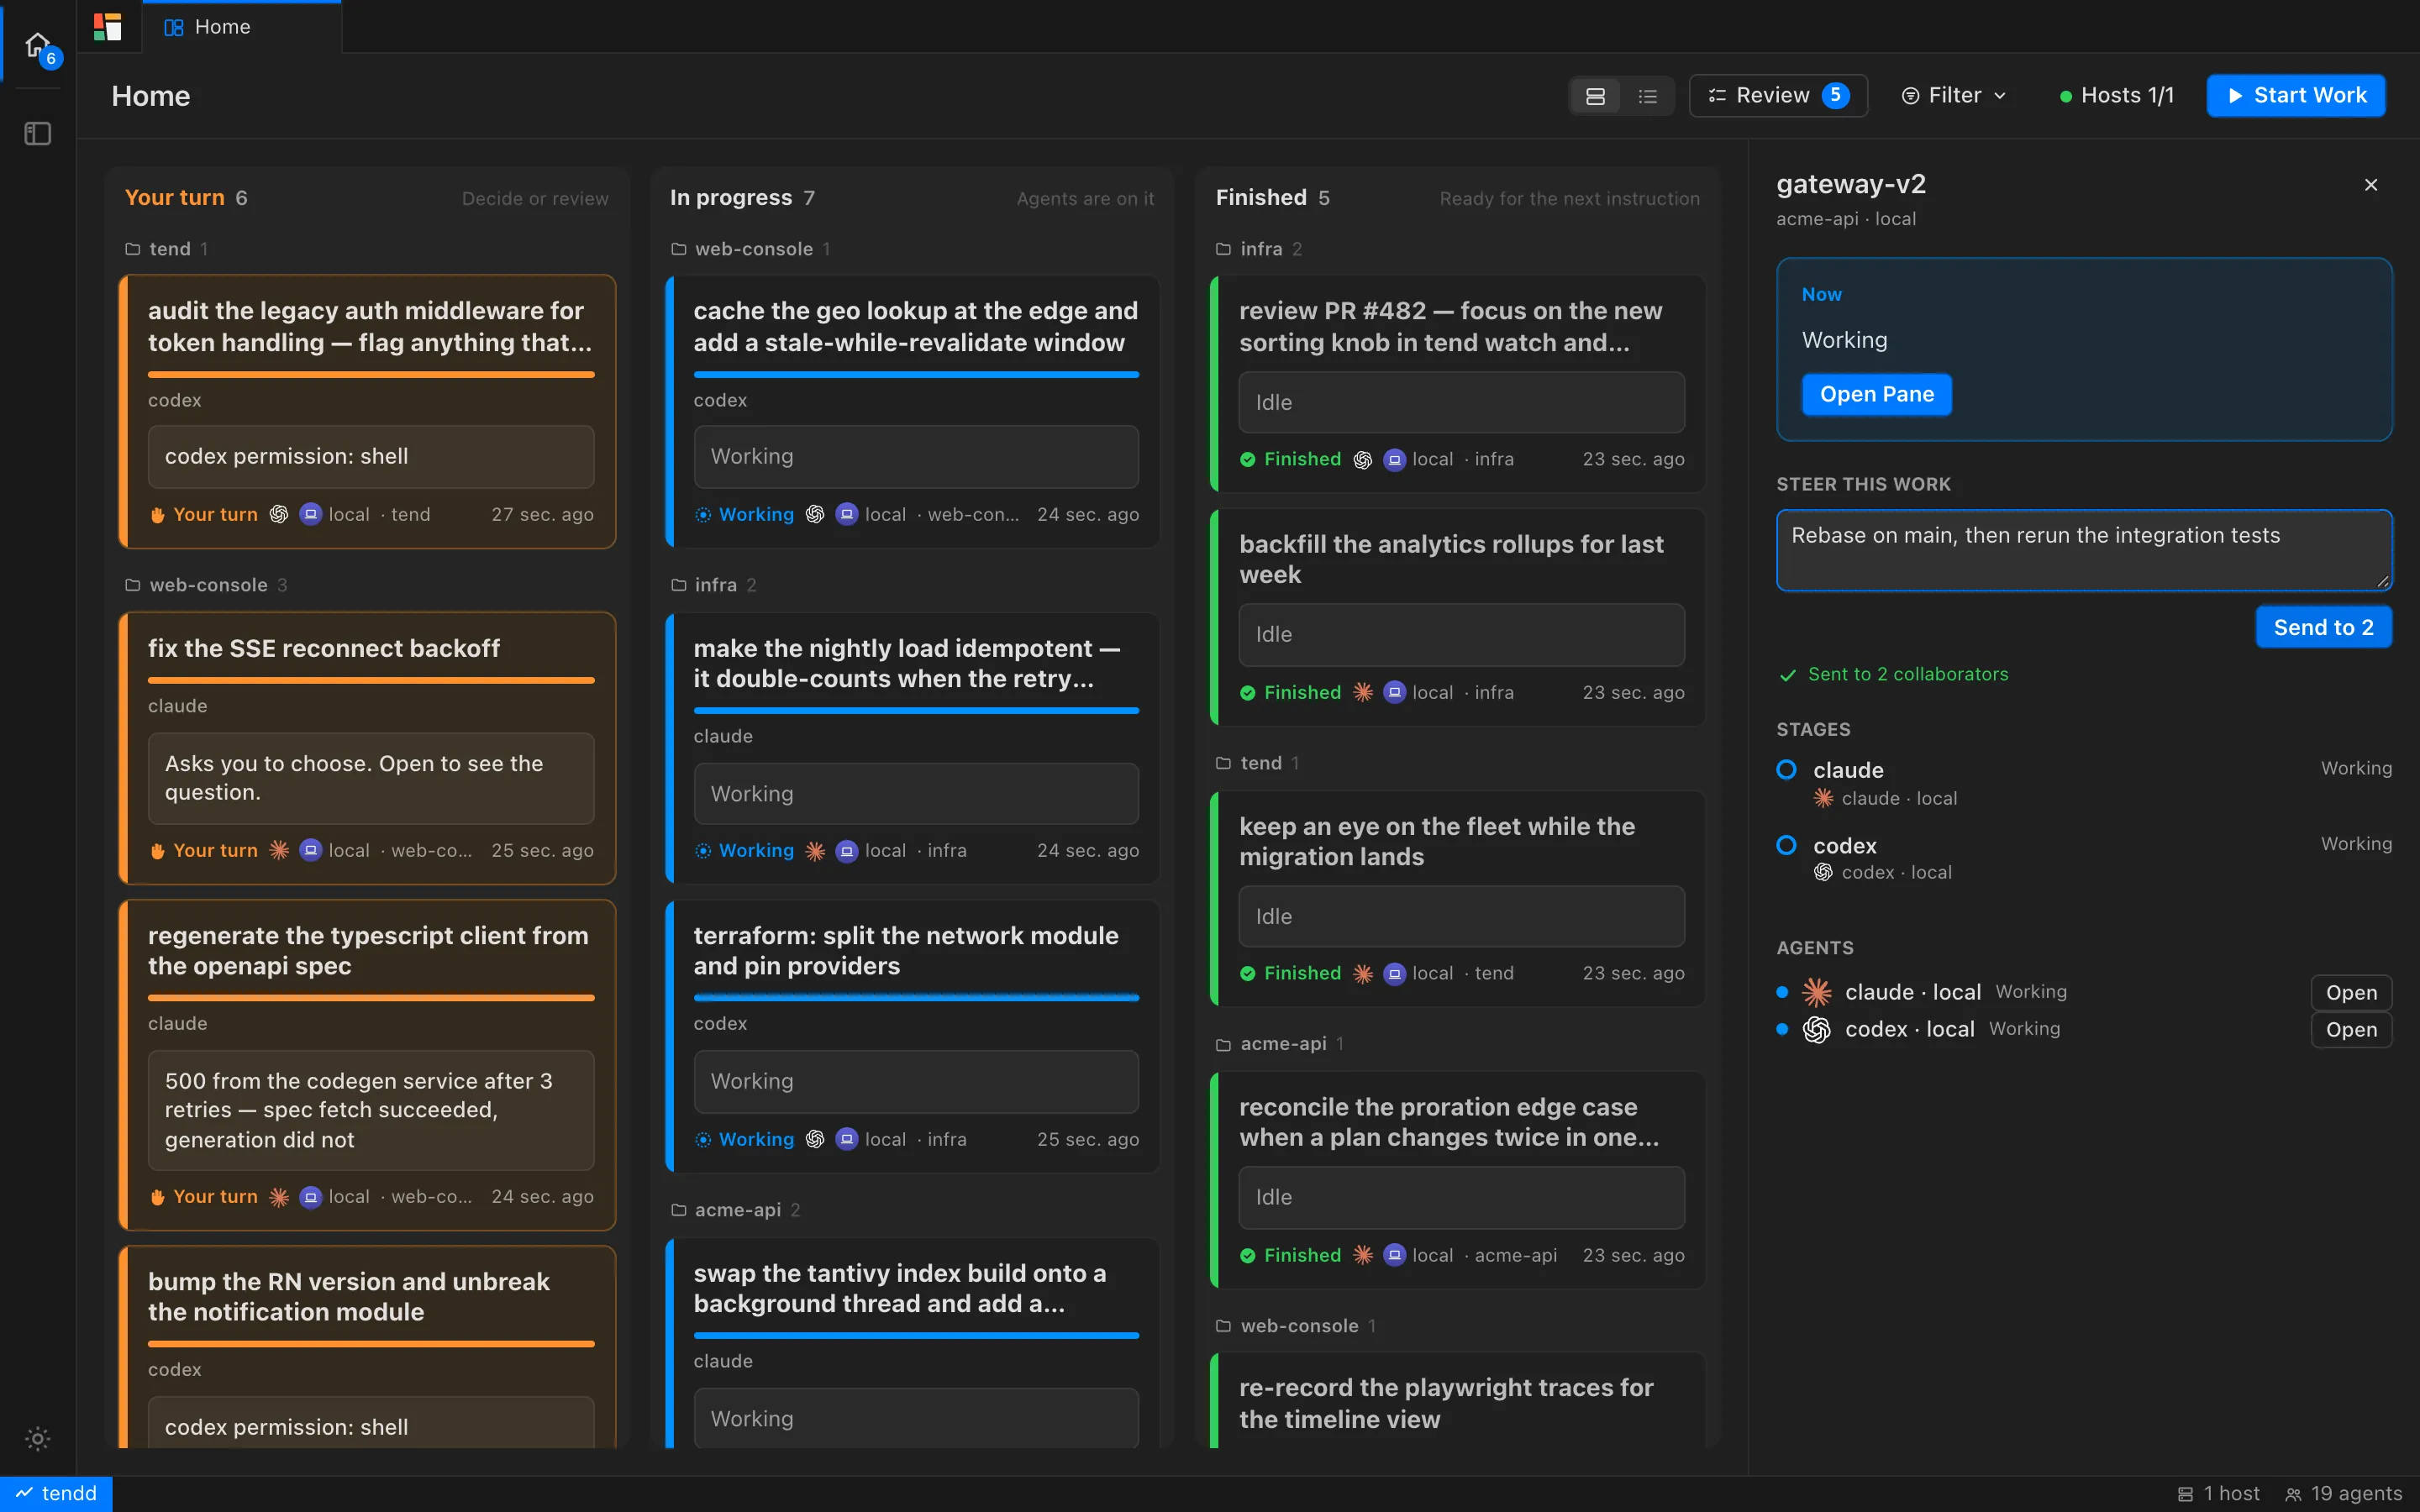 6
Home
Home
Review 5
Filter
Hosts 1/1
Start Work
Your turn 6
Decide or review
tend 1
audit the legacy auth middleware for
token handling — flag anything that...
codex
codex permission: shell
Your turn local · tend 27 sec. ago
web-console 3
fix the SSE reconnect backoff
claude
Asks you to choose. Open to see the
question.
Your turn local · web-co... 25 sec. ago
regenerate the typescript client from
the openapi spec
claude
500 from the codegen service after 3
retries — spec fetch succeeded,
generation did not
Your turn local · web-co... 24 sec. ago
bump the RN version and unbreak
the notification module
codex
codex permission: shell
In progress 7
Agents are on it
web-console 1
cache the geo lookup at the edge and
add a stale-while-revalidate window
codex
Working
Working local · web-con... 24 sec. ago
infra 2
make the nightly load idempotent —
it double-counts when the retry...
claude
Working
Working local · infra 24 sec. ago
terraform: split the network module
and pin providers
codex
Working
Working local · infra 25 sec. ago
acme-api 2
swap the tantivy index build onto a
background thread and add a...
claude
Working
Finished 5
Ready for the next instruction
infra 2
review PR #482 — focus on the new
sorting knob in tend watch and...
Idle
Finished local · infra 23 sec. ago
backfill the analytics rollups for last
week
Idle
Finished local · infra 23 sec. ago
tend 1
keep an eye on the fleet while the
migration lands
Idle
Finished local · tend 23 sec. ago
acme-api 1
reconcile the proration edge case
when a plan changes twice in one...
Idle
Finished local · acme-api 23 sec. ago
web-console 1
re-record the playwright traces for
the timeline view
gateway-v2
acme-api · local
Now
Working
Open Pane
STEER THIS WORK
Rebase on main, then rerun the integration tests
Send to 2
Sent to 2 collaborators
STAGES
claude Working
claude · local
codex Working
codex · local
AGENTS
claude · local Working Open
codex · local Working Open
tendd
1 host
19 agents